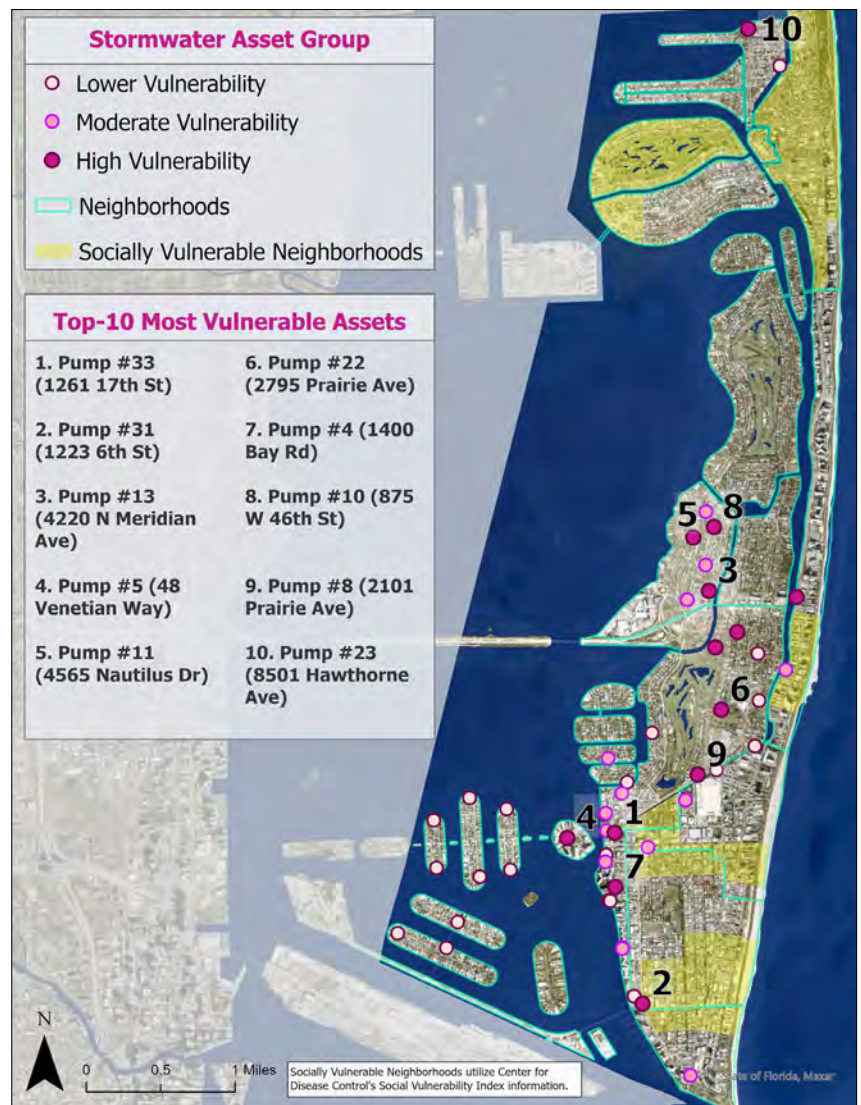 Stormwater Asset Group
Lower Vulnerability
Moderate Vulnerability
High Vulnerability
Neighborhoods
Socially Vulnerable Neighborhoods
Top-10 Most Vulnerable Assets
1. Pump #33
(1261 17th St)
2. Pump #31
(1223 6th St)
3. Pump #13
(4220 N Meridian
Ave)
4. Pump #5 (48
Venetian Way)
5. Pump #11
(4565 Nautilus Dr)
6. Pump #22
(2795 Prairie Ave)
7. Pump #4 (1400
Bay Rd)
8. Pump #10 (875
W 46th St)
9. Pump #8 (2101
Prairie Ave)
10. Pump #23
(8501 Hawthorne
Ave)
10
5
8
3
6
9
4
1
7
2
N
0 0.5 1 Miles
Socially Vulnerable Neighborhoods utilize Center for
Disease Control's Social Vulnerability Index information.
of Florida, Maxar